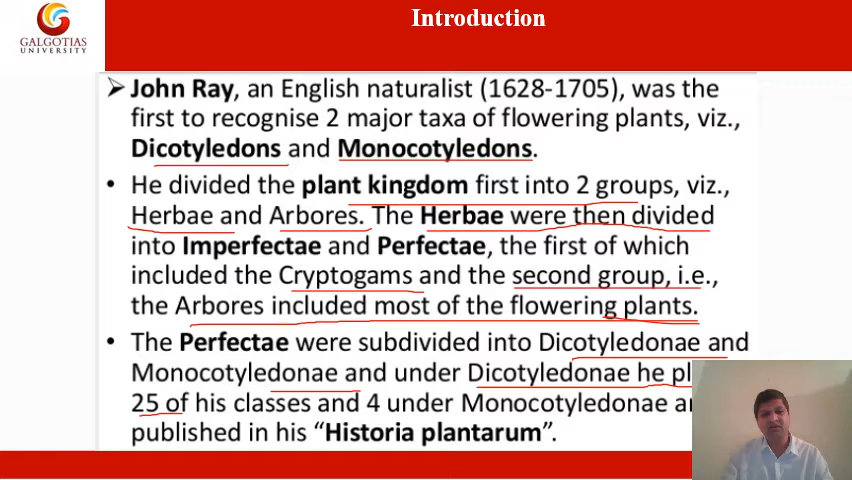 Introduction
GALGOTIAS
UNIVERSITY
➤ John Ray, an English naturalist (1628-1705), was the
first to recognise 2 major taxa of flowering plants, viz.,
Dicotyledons and Monocotyledons.
• He divided the plant kingdom first into 2 groups, viz.,
Herbae and Arbores. The Herbae were then divided
into Imperfectae and Perfectae, the first of which
included the Cryptogams and the second group, i.e.,
the Arbores included most of the flowering plants.
• The Perfectae were subdivided into Dicotyledonae and
Monocotyledonae and under Dicotyledonae he
25 of his classes and 4 under Monocotyledonae
published in his “Historia plantarum”.